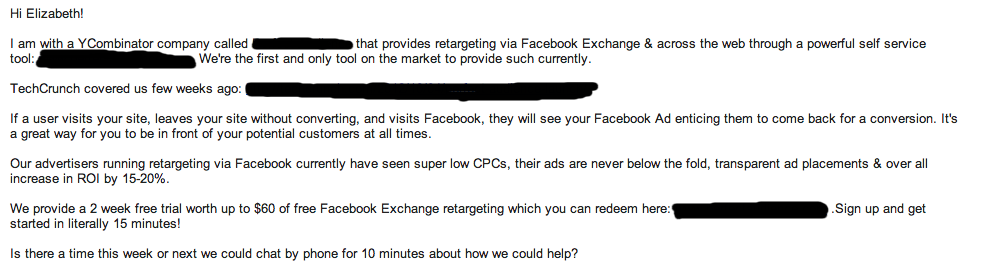 Hi Elizabeth!
I am with a YCombinator company called that provides retargeting via Facebook Exchange & across the web through a powerful self service
tool: We're the first and only tool on the market to provide such currently.
TechCrunch covered us few weeks ago:
If a user visits your site, leaves your site without converting, and visits Facebook, they will see your Facebook Ad enticing them to come back for a conversion. It's
a great way for you to be in front of your potential customers at all times.
Our advertisers running retargeting via Facebook currently have seen super low CPCs, their ads are never below the fold, transparent ad placements & over all
increase in ROI by 15-20%.
We provide a 2 week free trial worth up to $60 of free Facebook Exchange retargeting which you can redeem here: .Sign up and get
started in literally 15 minutes!
Is there a time this week or next we could chat by phone for 10 minutes about how we could help?